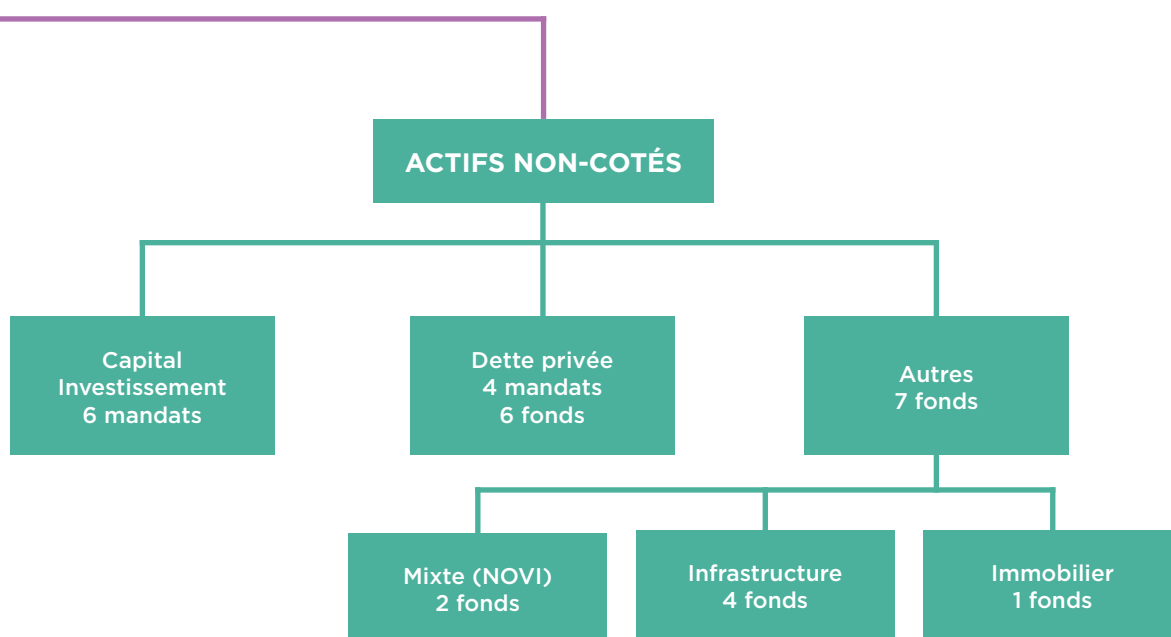 ACTIFS NON-COTÉS
Capital
Investissement
6 mandats
Dette privée
4 mandats
6 fonds
Autres
7 fonds
Mixte (NOVI)
2 fonds
Infrastructure
4 fonds
Immobilier
1 fonds